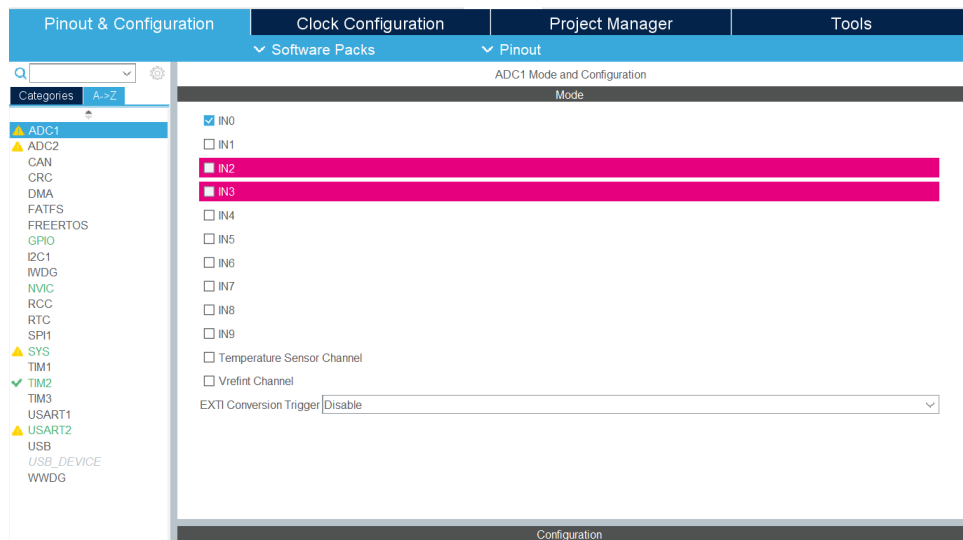 Pinout & Configuration Clock Configuration Project Manager Tools
Software Packs Pinout
ADC1 Mode and Configuration
Categories A->Z
Mode
ADC1
ADC2
CAN
CRC
DMA
FATFS
FREERTOS
GPIO
I2C1
IWDG
NVIC
RCC
RTC
SPI1
SYS
TIM1
TIM2
TIM3
USART1
USART2
USB
USB_DEVICE
WWDG
IN0
IN1
IN2
IN3
IN4
IN5
IN6
IN7
IN8
IN9
Temperature Sensor Channel
Vrefint Channel
EXTI Conversion Trigger Disable
Configuration